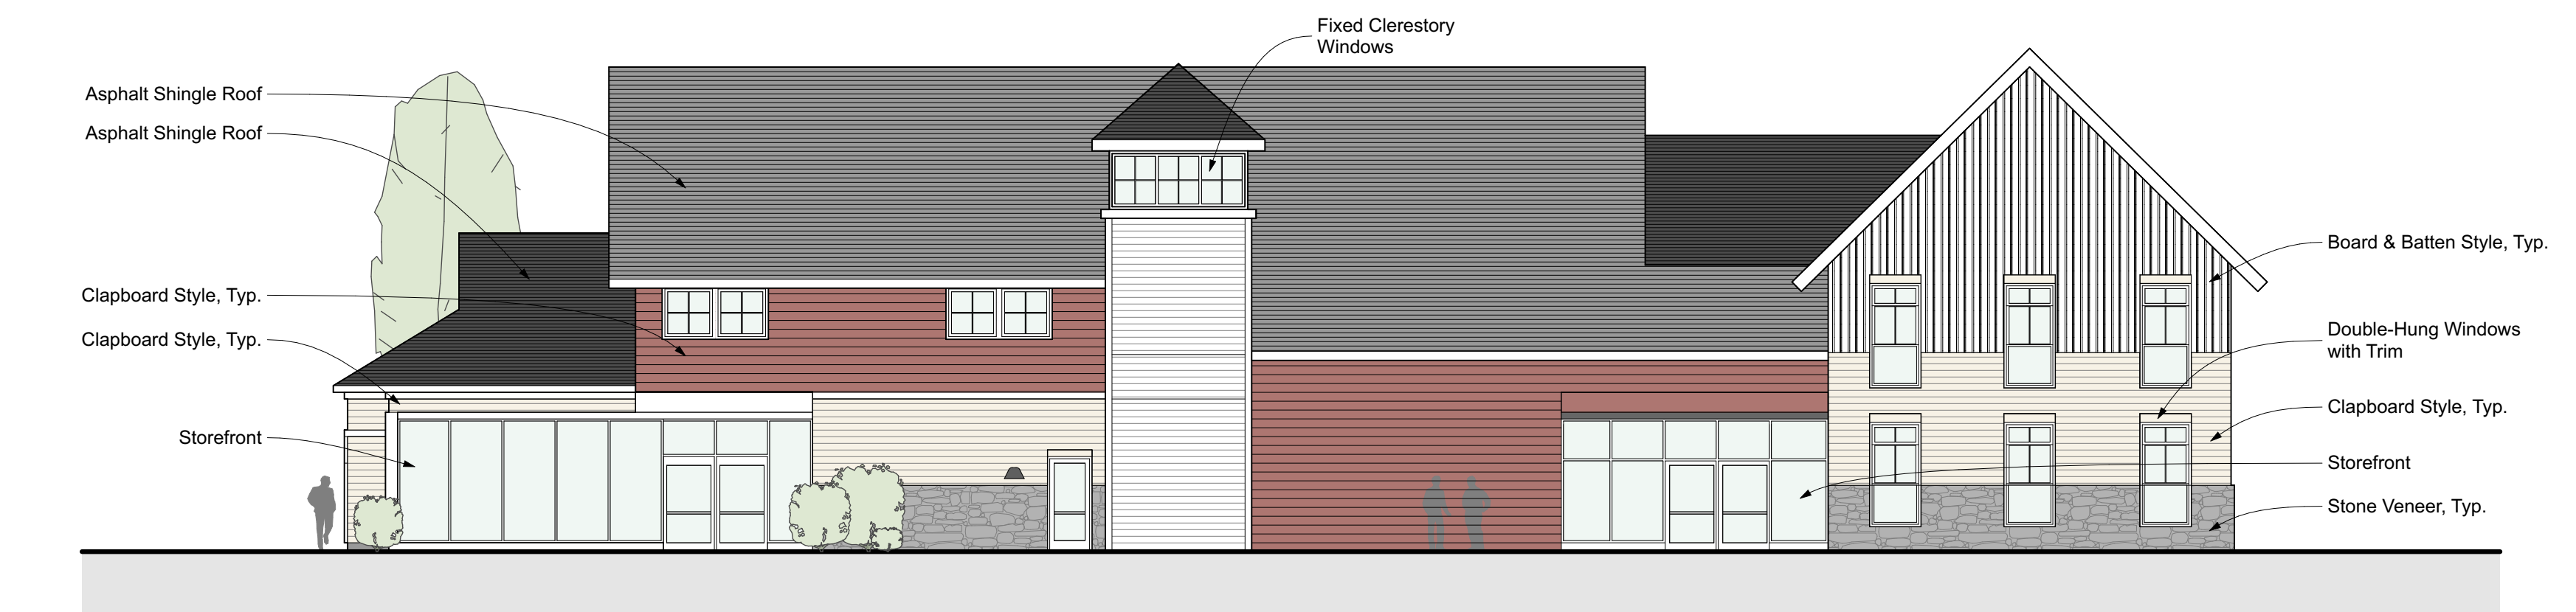 Fixed Clerestory
Windows
Asphalt Shingle Roof
Asphalt Shingle Roof
Clapboard Style, Typ.
Clapboard Style, Typ.
Storefront
Board & Batten Style, Typ.
Double-Hung Windows
with Trim
Clapboard Style, Typ.
Storefront
Stone Veneer, Typ.